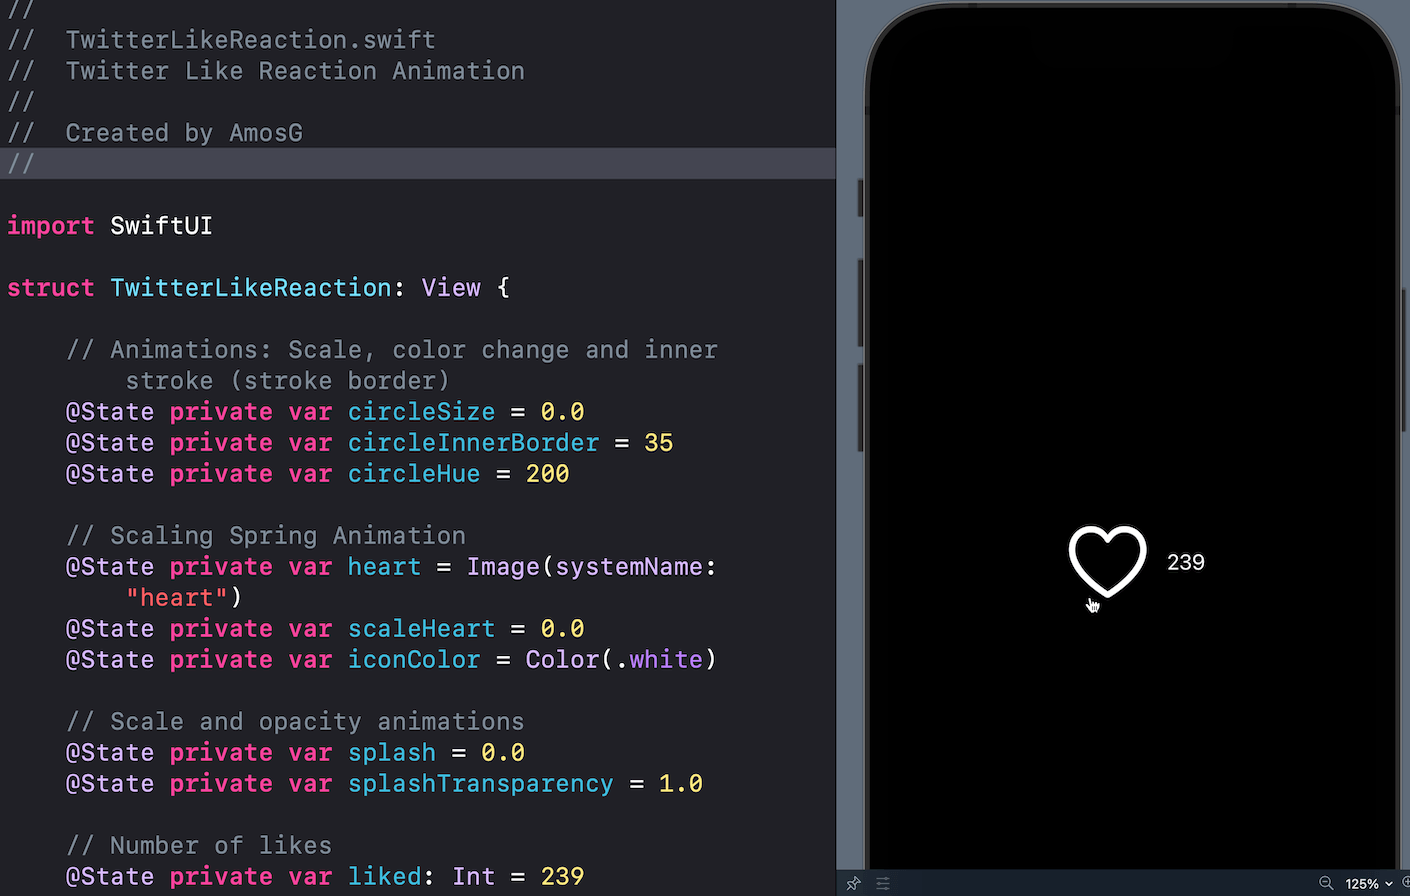 //
//  TwitterLikeReaction.swift
//  Twitter Like Reaction Animation
//
//  Created by AmosG
//
import SwiftUI
struct TwitterLikeReaction: View {
// Animations: Scale, color change and inner
stroke (stroke border)
@State private var circleSize = 0.0
@State private var circleInnerBorder = 35
@State private var circleHue = 200
// Scaling Spring Animation
@State private var heart = Image(systemName:
"heart")
@State private var scaleHeart = 0.0
@State private var iconColor = Color(.white)
// Scale and opacity animations
@State private var splash = 0.0
@State private var splashTransparency = 1.0
// Number of likes
@State private var liked: Int = 239
239
125%